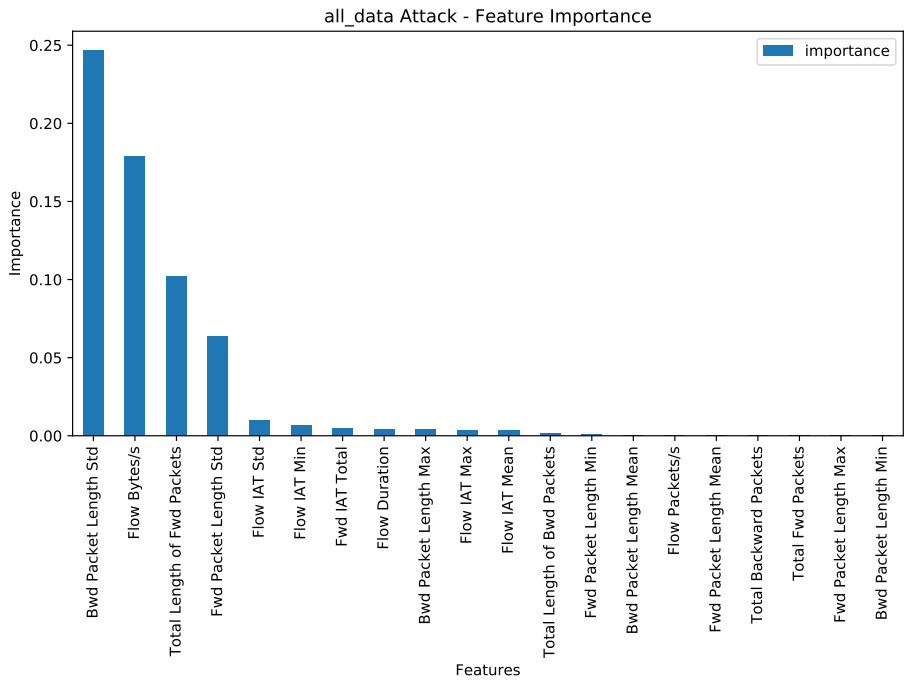 all_data Attack - Feature Importance
importance
Importance
0.25
0.20
0.15
0.10
0.05
0.00
Bwd Packet Length Std
Flow Bytes/s
Total Length of Fwd Packets
Fwd Packet Length Std
Flow IAT Std
Flow IAT Min
Fwd IAT Total
Flow Duration
Bwd Packet Length Max
Flow IAT Max
Flow IAT Mean
Total Length of Bwd Packets
Fwd Packet Length Min
Bwd Packet Length Mean
Flow Packets/s
Fwd Packet Length Mean
Total Backward Packets
Total Fwd Packets
Fwd Packet Length Max
Bwd Packet Length Min
Features